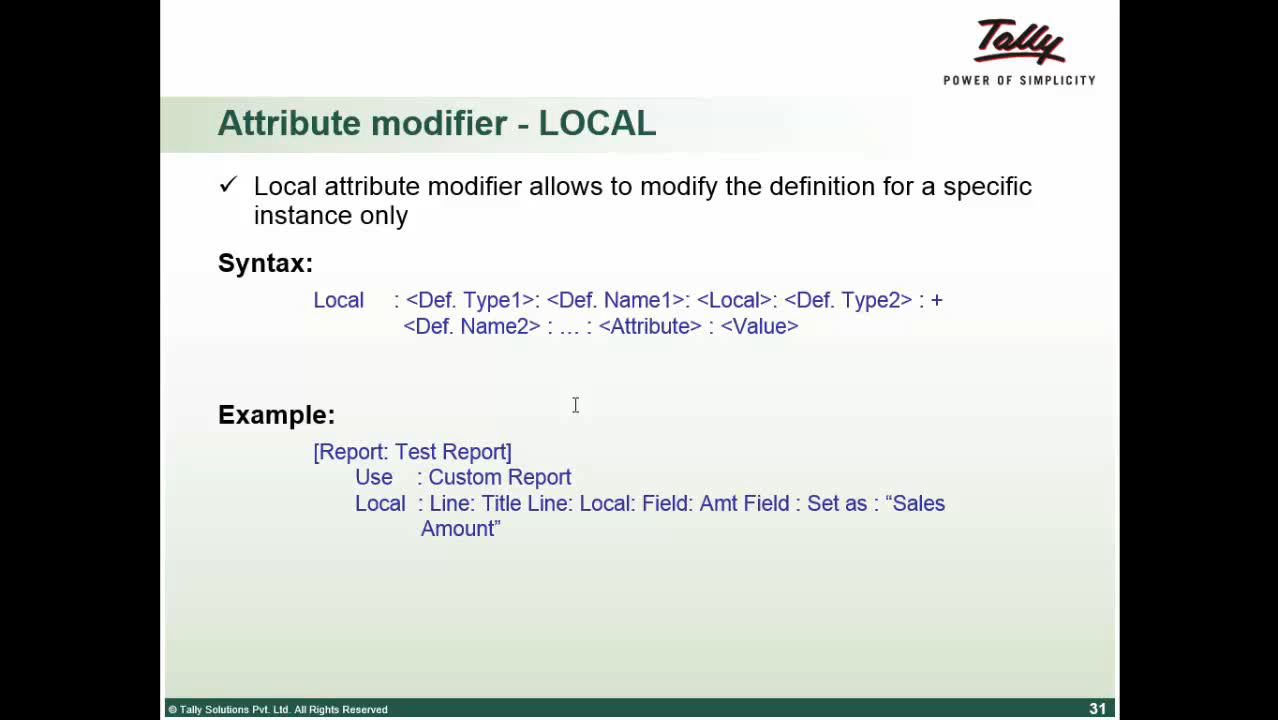 Tally
POWER OF SIMPLICITY
Attribute modifier - LOCAL
✓ Local attribute modifier allows to modify the definition for a specific
instance only
Syntax:
Local : <Def. Type1>: <Def. Name1>: <Local>: <Def. Type2> : +
<Def. Name2> : … : <Attribute> : <Value>
Example:
[Report: Test Report]
Use : Custom Report
Local : Line: Title Line: Local: Field: Amt Field : Set as : “Sales
Amount”
© Tally Solutions Pvt. Ltd. All Rights Reserved
31